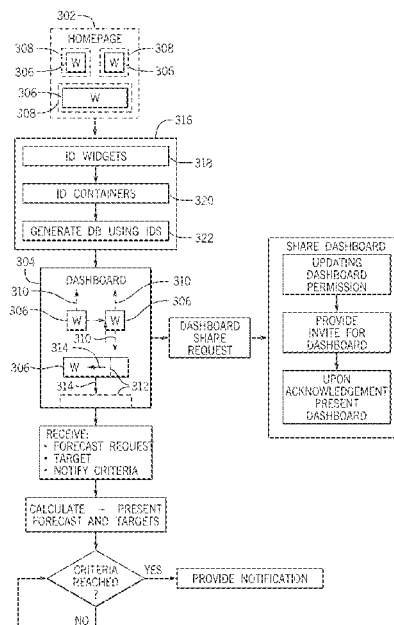 302
HOMEPAGE
308
308
W
W
306
306
306
W
308
316
ID WIDGETS
318
ID CONTAINERS
320
GENERATE DB USING IDS
322
304
DASHBOARD
310
310
306
W
W
306
310
314
306
W
314
312
DASHBOARD
SHARE
REQUEST
SHARE DASHBOARD
UPDATING
DASHBOARD
PERMISSION
PROVIDE
INVITE FOR
DASHBOARD
UPON
ACKNOWLEDGEMENT
PRESENT
DASHBOARD
RECEIVE:
• FORECAST REQUEST
• TARGET
• NOTIFY CRITERIA
CALCULATE + PRESENT
FORECAST AND TARGETS
CRITERIA
REACHED
?
YES
PROVIDE NOTIFICATION
NO